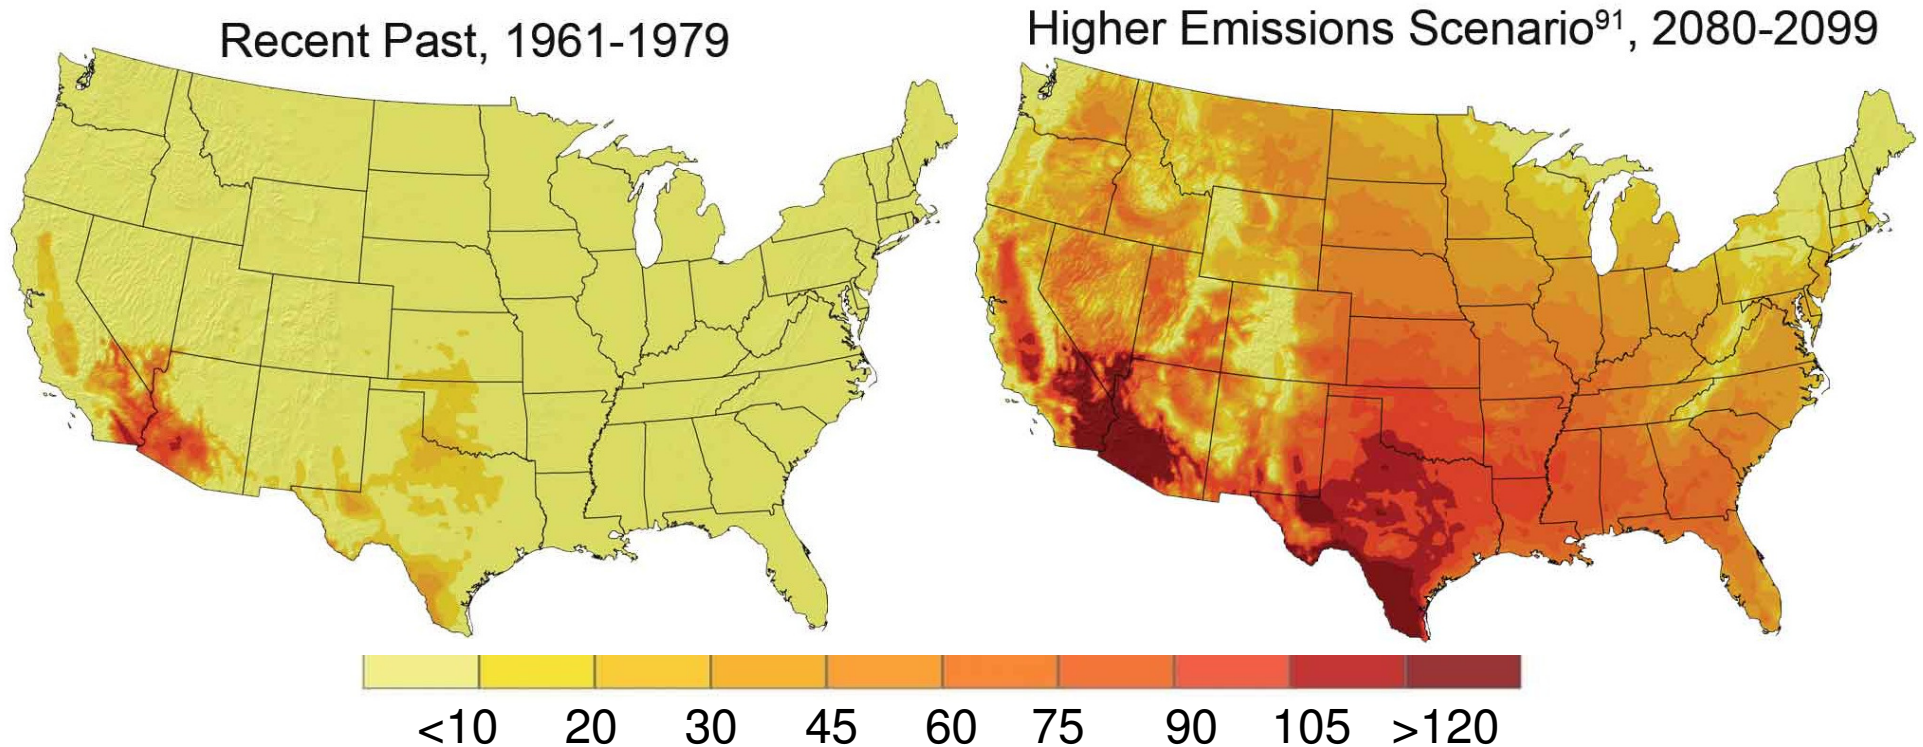 Recent Past, 1961-1979
Higher Emissions Scenario⁹¹, 2080-2099
<10 20 30 45 60 75 90 105 >120